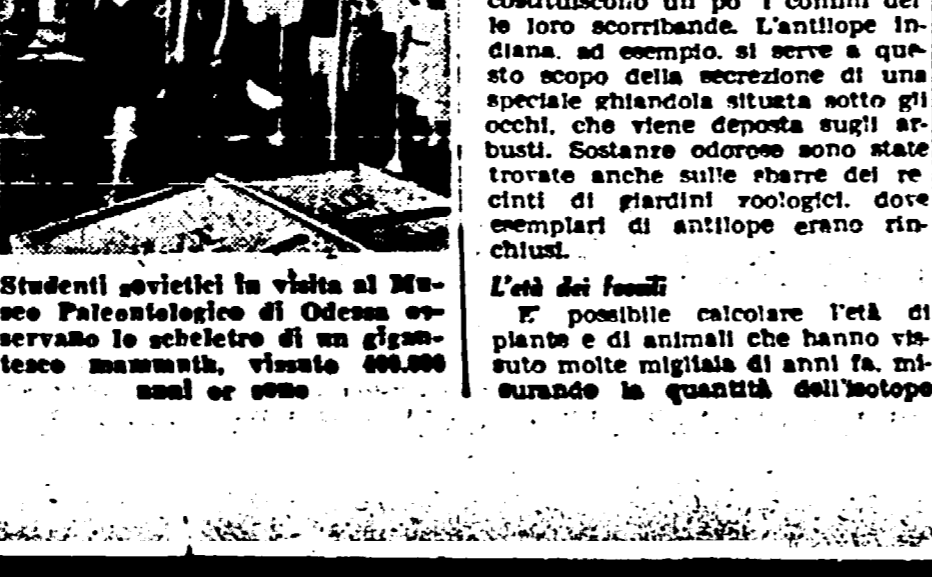 Studenti sovietici in visita al Mu-
seo Paleontologico di Odessa os-
servano lo scheletro di un gigan-
tesco mammuth, vissuto 400.000
anni or sono
costituiscono un po' i confini del
le loro scorribande. L'antilope in-
diana. ad esempio. si serve a que-
sto scopo della secrezione di una
speciale ghiandola situata sotto gli
occhi, che viene deposta sugli ar-
busti. Sostanze odorose sono state
trovate anche sulle sbarre dei re
cinti di giardini zoologici. dove
esemplari di antilope erano rin-
chiusi.
L'età dei fossili
E' possibile calcolare l'età di
piante e di animali che hanno vis-
suto molte migliaia di anni fa, mi-
surando la quantità dell'isotopo